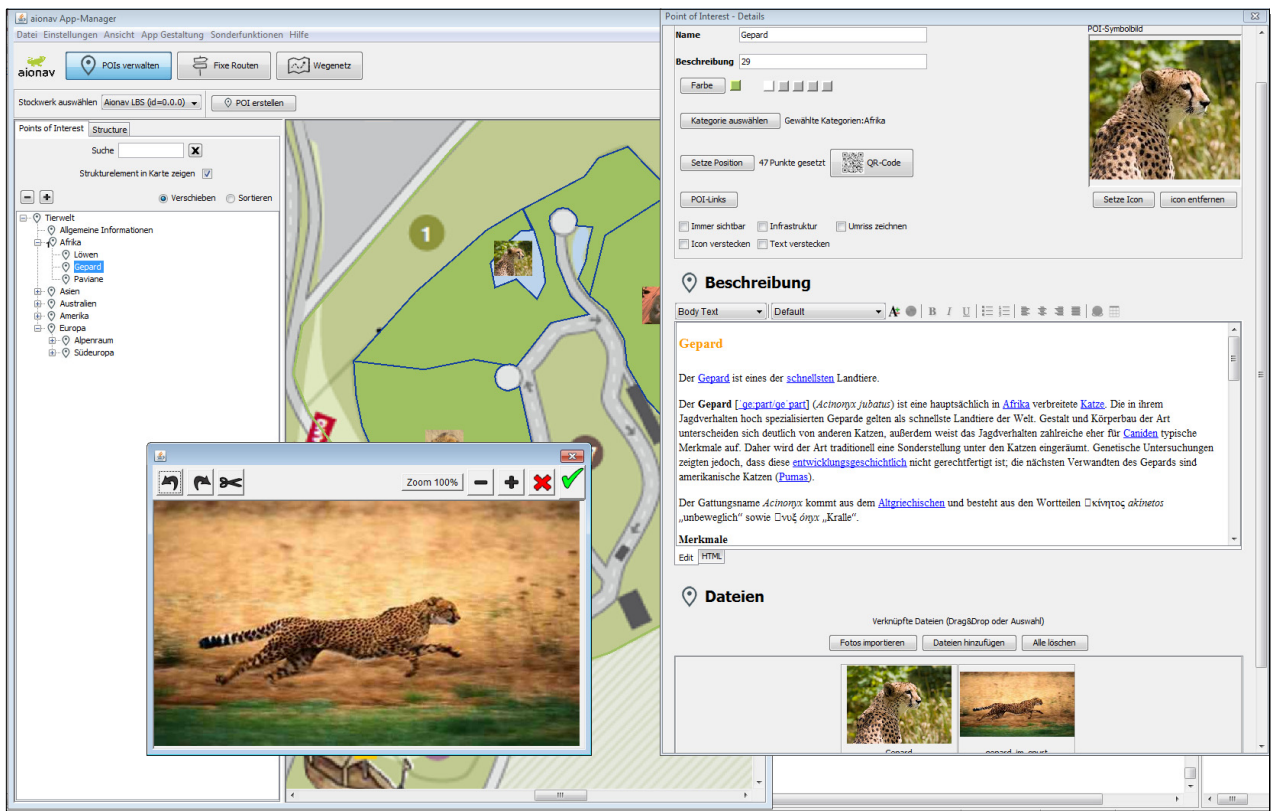 aionav App-Manager
Datei Einstellungen Ansicht App Gestaltung Sonderfunktionen Hilfe
aionav
POIs verwalten
Fixe Routen
Wegenetz
Stockwerk auswählen
Aionav LBS (id=0.0.0)
POI erstellen
Points of Interest
Structure
Suche
Strukturelement in Karte zeigen
Verschieben
Sortieren
Tierwelt
Allgemeine Informationen
Afrika
Löwen
Gepard
Paviane
Asien
Australien
Amerika
Europa
Alpenraum
Südeuropa
1
Zoom 100%
Point of Interest - Details
Name
Gepard
POI-Symbolbild
Beschreibung
29
Farbe
Kategorie auswählen
Gewählte Kategorien:Afrika
Setze Position
47 Punkte gesetzt
QR-Code
POI-Links
Setze Icon
icon entfernen
Immer sichtbar
Infrastruktur
Umriss zeichnen
Icon verstecken
Text verstecken
Beschreibung
Body Text
Default
B I U
Gepard
Der Gepard ist eines der schnellsten Landtiere.
Der Gepard [ˈɡeːpart/ɡeˈpart] (Acinonyx jubatus) ist eine hauptsächlich in Afrika verbreitete Katze. Die in ihrem
Jagdverhalten hoch spezialisierten Geparde gelten als schnellste Landtiere der Welt. Gestalt und Körperbau der Art
unterscheiden sich deutlich von anderen Katzen, außerdem weist das Jagdverhalten zahlreiche eher für Caniden typische
Merkmale auf. Daher wird der Art traditionell eine Sonderstellung unter den Katzen eingeräumt. Genetische Untersuchungen
zeigten jedoch, dass diese entwicklungsgeschichtlich nicht gerechtfertigt ist; die nächsten Verwandten des Gepards sind
amerikanische Katzen (Pumas).
Der Gattungsname Acinonyx kommt aus dem Altgriechischen und besteht aus den Wortteilen □κίνητος akinetos
„unbeweglich“ sowie □νυξ ónyx „Kralle“.
Merkmale
Edit
HTML
Dateien
Verknüpfte Dateien (Drag&Drop oder Auswahl)
Fotos importieren
Dateien hinzufügen
Alle löschen
Gepard